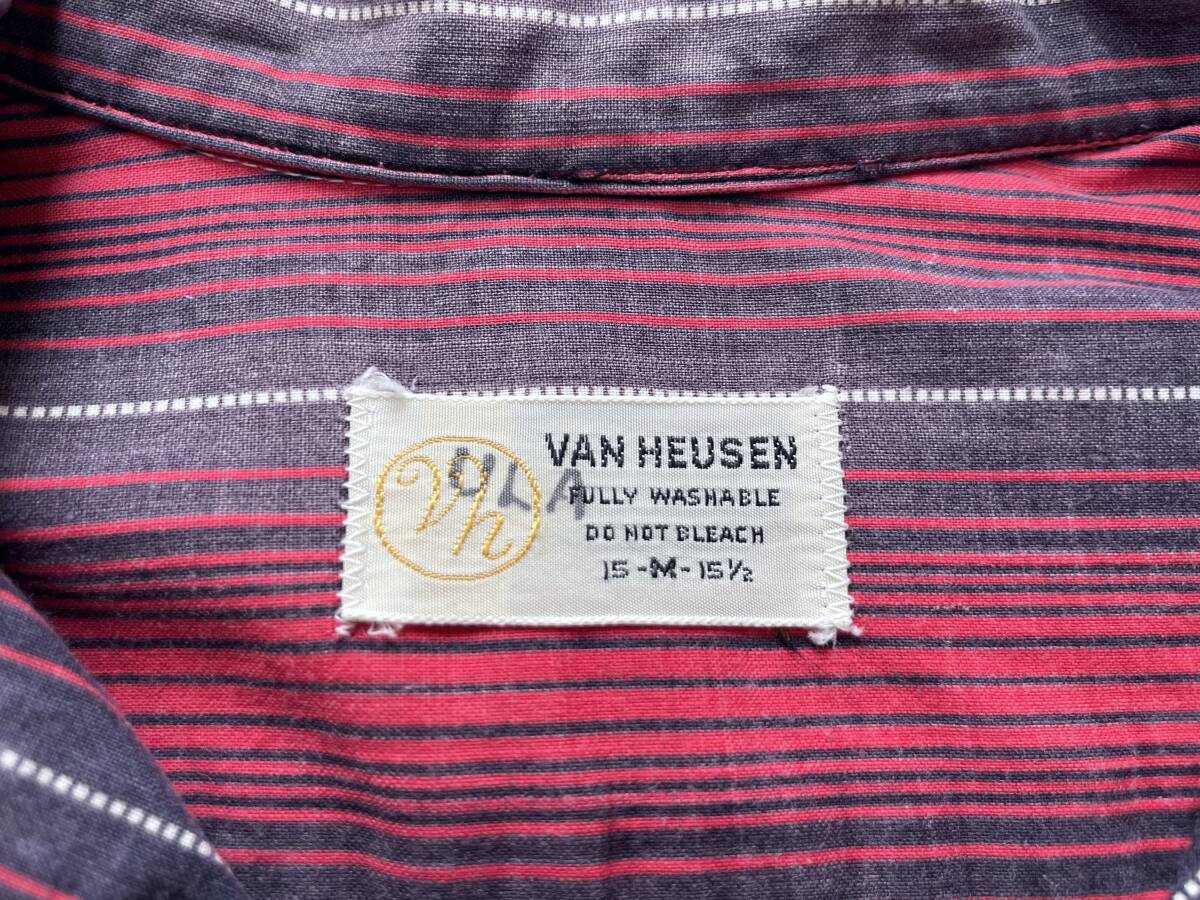 Vh
VAN HEUSEN
FULLY WASHABLE
DO NOT BLEACH
15-M-15½